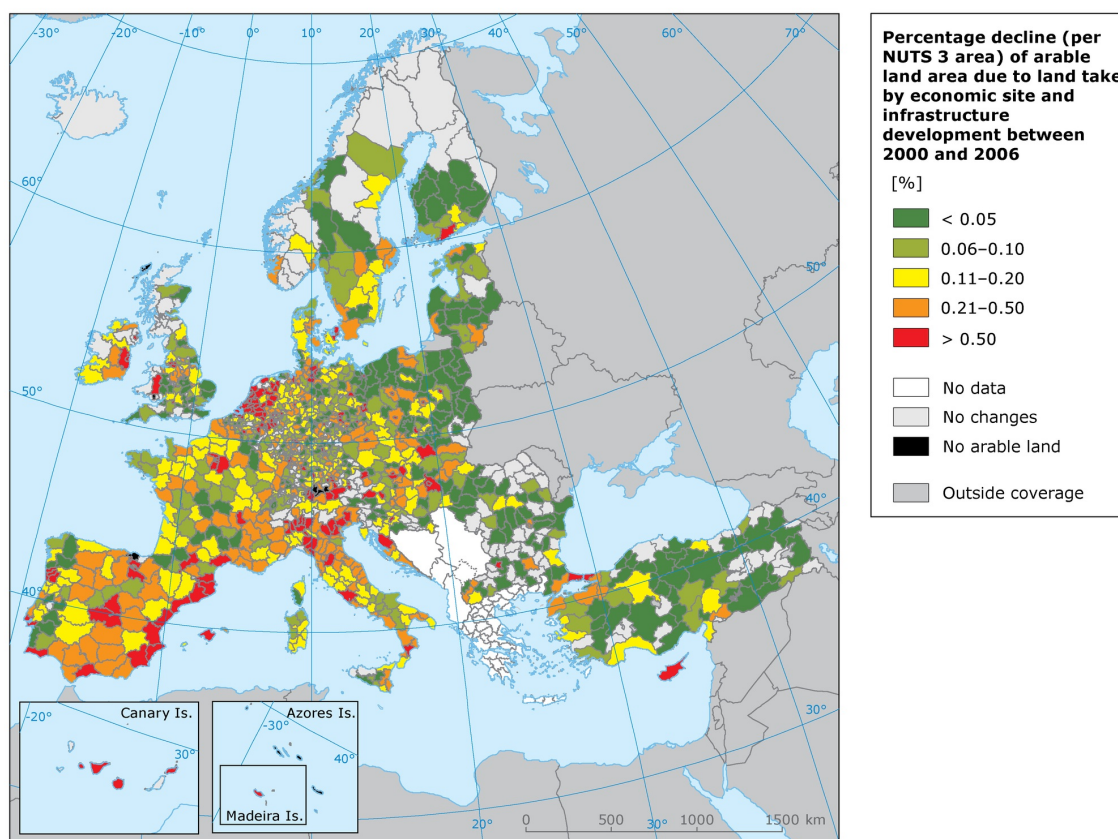 -30°
-20°
-10°
0°
10°
20°
30°
40°
50°
60°
70°
60°
50°
50°
40°
40°
30°
20°
30°
Canary Is.
-20°
30°
Azores Is.
-30°
40°
Madeira Is.
0 500 1000 1500 km
Percentage decline (per
NUTS 3 area) of arable
land area due to land take
by economic site and
infrastructure
development between
2000 and 2006
[%]
< 0.05
0.06–0.10
0.11–0.20
0.21–0.50
> 0.50
No data
No changes
No arable land
Outside coverage